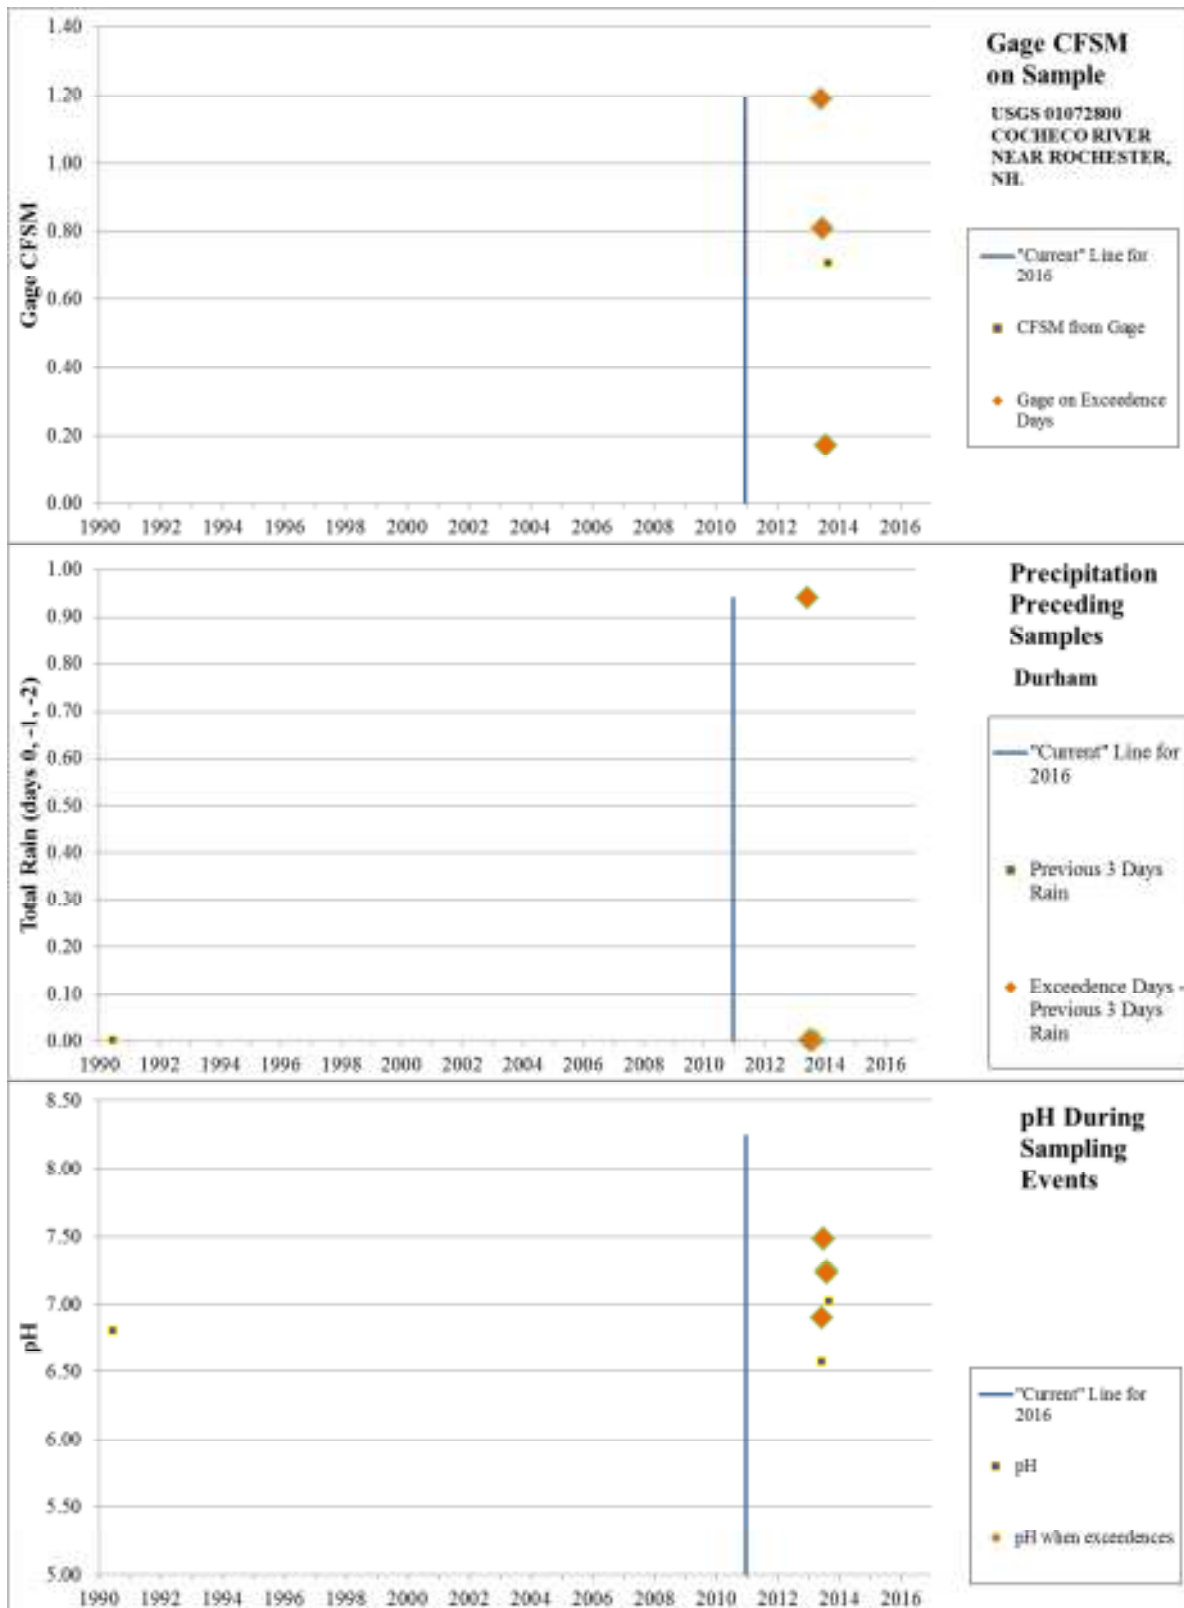 1.40
1.20
1.00
0.80
0.60
0.40
0.20
0.00
Gage CFSM
1990 1992 1994 1996 1998 2000 2002 2004 2006 2008 2010 2012 2014 2016
Gage CFSM
on Sample
USGS 01072800
COCHECO RIVER
NEAR ROCHESTER,
NH.
"Current" Line for
2016
CFSM from Gage
Gage on Exceedence
Days
1.00
0.90
0.80
0.70
0.60
0.50
0.40
0.30
0.20
0.10
0.00
Total Rain (days 0, -1, -2)
1990 1992 1994 1996 1998 2000 2002 2004 2006 2008 2010 2012 2014 2016
Precipitation
Preceding
Samples
Durham
"Current" Line for
2016
Previous 3 Days
Rain
Exceedence Days -
Previous 3 Days
Rain
8.50
8.00
7.50
7.00
6.50
6.00
5.50
5.00
pH
1990 1992 1994 1996 1998 2000 2002 2004 2006 2008 2010 2012 2014 2016
pH During
Sampling
Events
"Current" Line for
2016
pH
pH when exceedences